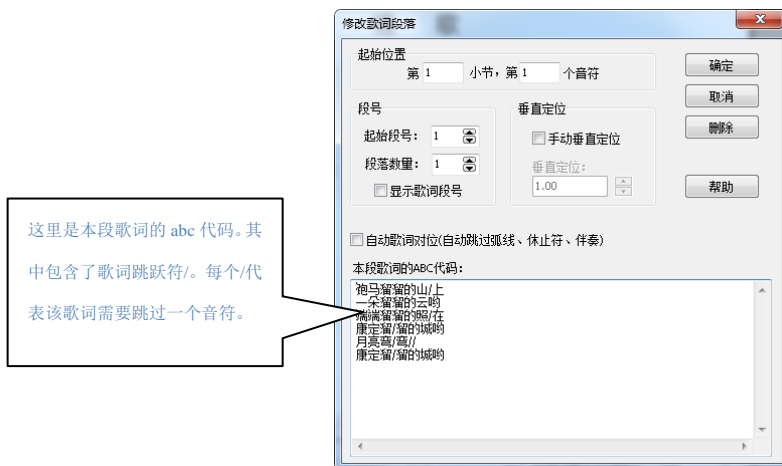 修改歌词段落
起始位置
第 1 小节，第 1 个音符
确定
取消
删除
帮助
段号
起始段号： 1
段落数量： 1
显示歌词段号
垂直定位
手动垂直定位
垂直定位：
1.00
这里是本段歌词的 abc 代码。其
中包含了歌词跳跃符/。每个/代
表该歌词需要跳过一个音符。
自动歌词对位(自动跳过弧线、休止符、伴奏)
本段歌词的ABC代码：
跑马溜溜的山/上
一朵溜溜的云哟
端端溜溜的照/在
康定溜/溜的城哟
月亮弯/弯//
康定溜/溜的城哟